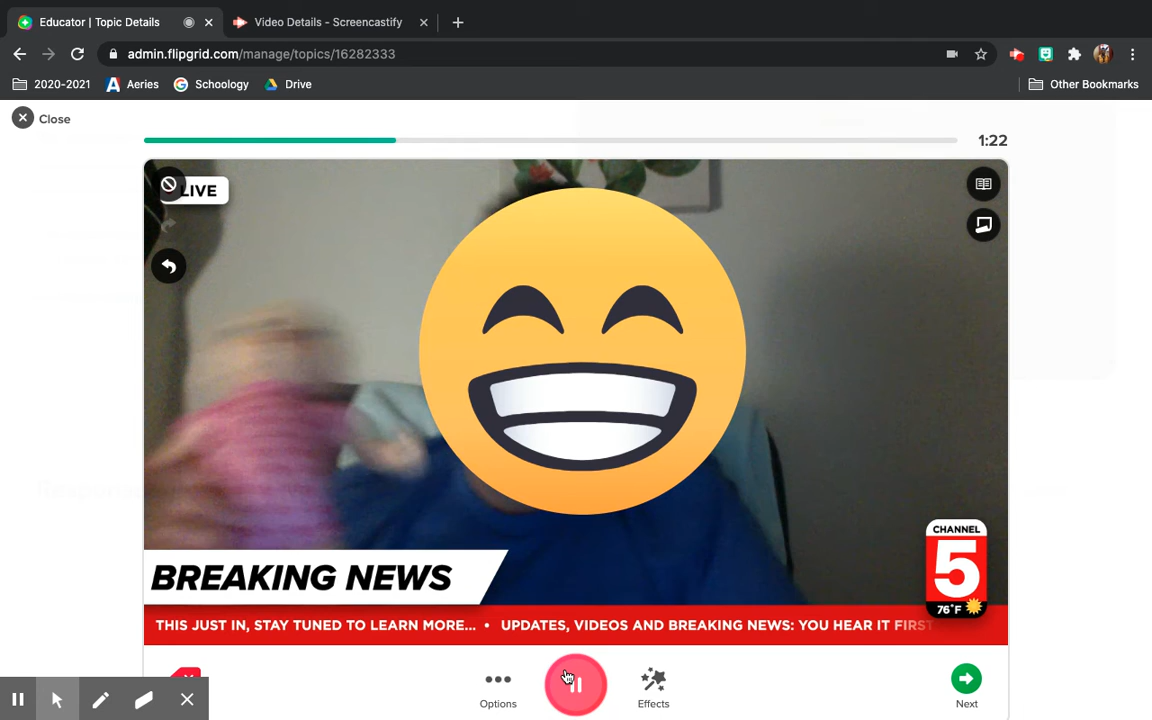 Educator | Topic Details
Video Details - Screencastify
admin.flipgrid.com/manage/topics/16282333
2020-2021
Aeries
Schoology
Drive
Other Bookmarks
Close
1:22
LIVE
CHANNEL
5
76°F
BREAKING NEWS
THIS JUST IN, STAY TUNED TO LEARN MORE... • UPDATES, VIDEOS AND BREAKING NEWS: YOU HEAR IT FIRST
Options
Effects
Next